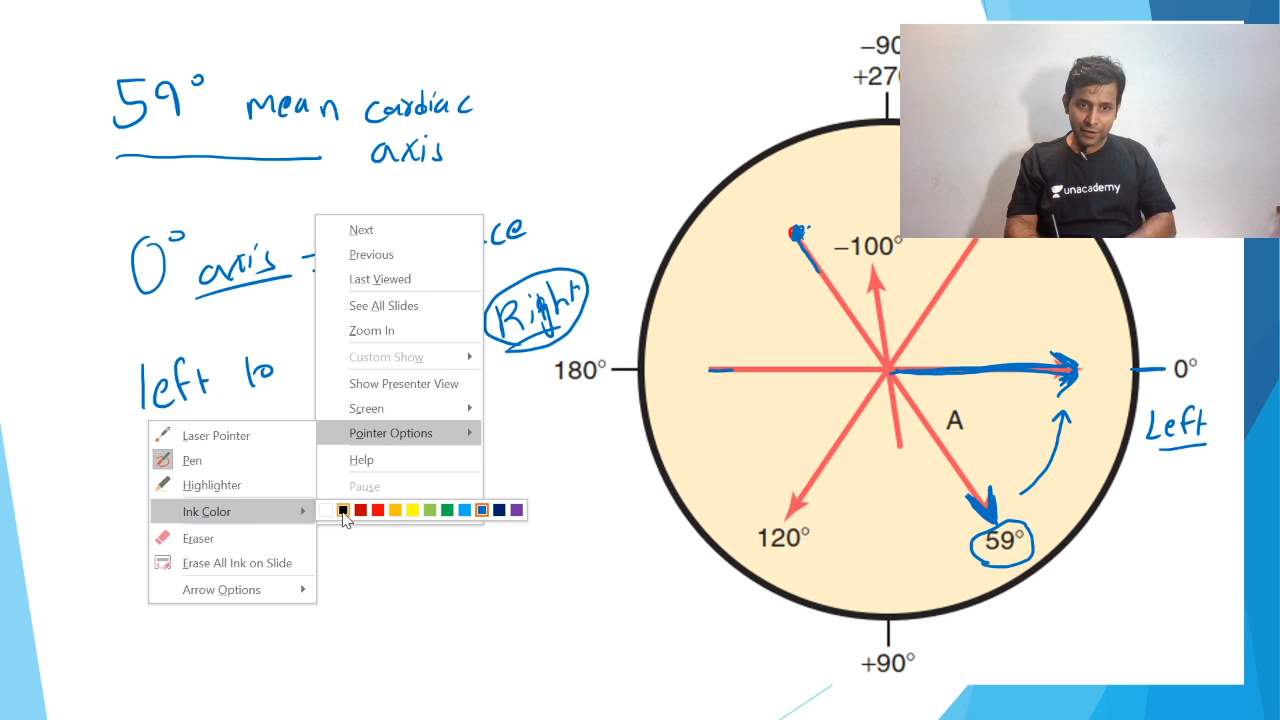 59° mean cardiac
axis
0° axis =
Right
left to
Next
Previous
Last Viewed
See All Slides
Zoom In
Custom Show
Show Presenter View
Screen
Pointer Options
Help
Pause
Laser Pointer
Pen
Highlighter
Ink Color
Eraser
Erase All Ink on Slide
Arrow Options
+270
-100°
180°
0°
Left
A
120°
59°
+90°
unacademy